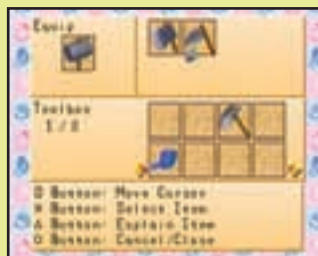 Equip
Toolbox
1/8
Button: Move Cursor
Button: Select Item
△ Button: Explain Item
O Button: Cancel/Close